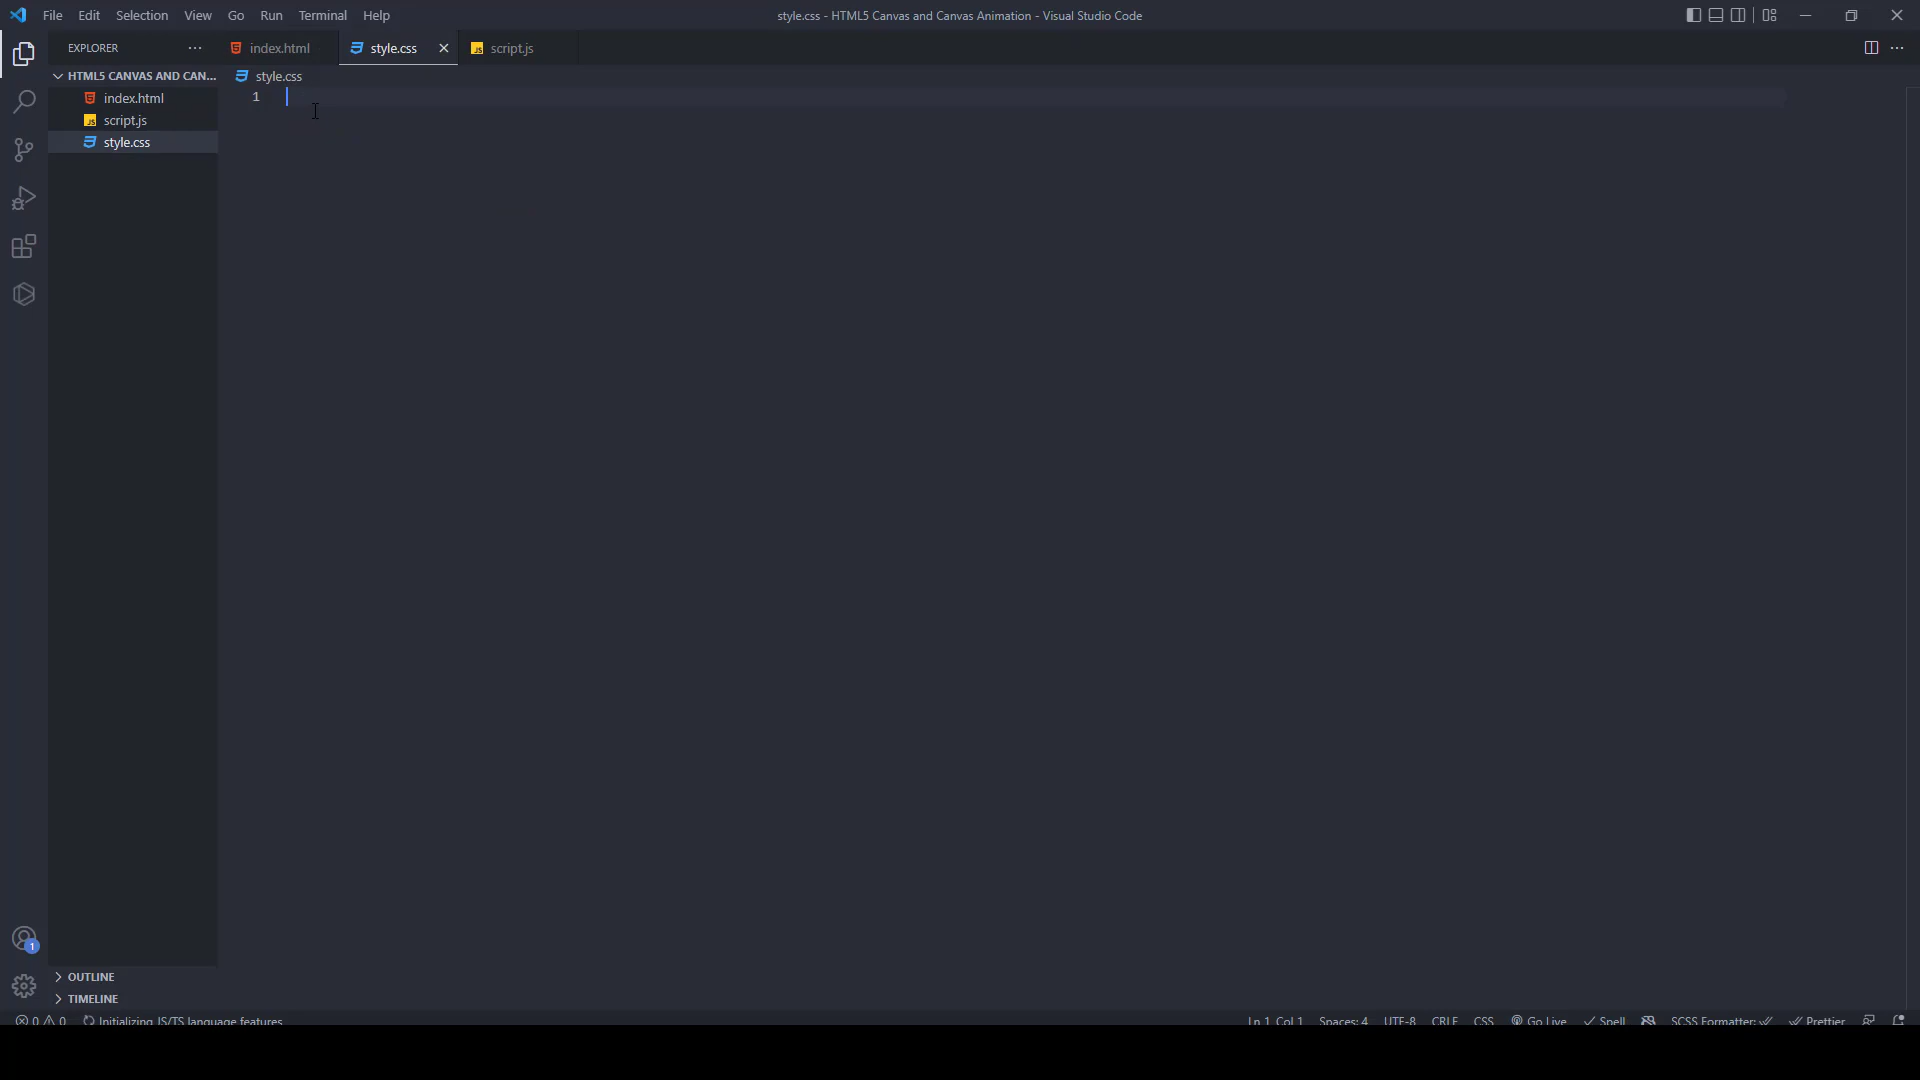 File Edit Selection View Go Run Terminal Help
style.css - HTML5 Canvas and Canvas Animation - Visual Studio Code
EXPLORER
index.html
style.css
script.js
HTML5 CANVAS AND CAN...
style.css
index.html
1
script.js
style.css
1
OUTLINE
TIMELINE
0 0 Initializing JS/TS language features
Ln 1, Col 1 Spaces: 4 UTF-8 CRLF CSS Go Live Spell SCSS Formatter: Prettier